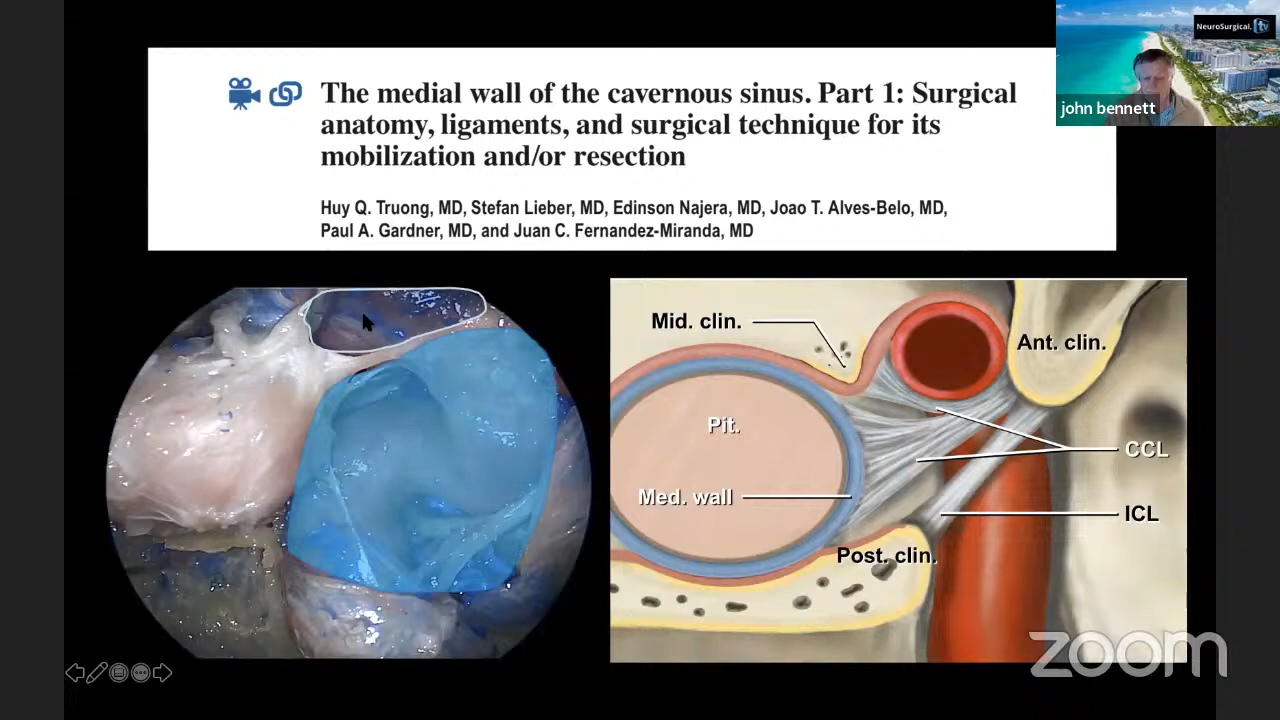 The medial wall of the cavernous sinus. Part 1: Surgical
anatomy, ligaments, and surgical technique for its
mobilization and/or resection
Huy Q. Truong, MD, Stefan Lieber, MD, Edinson Najera, MD, Joao T. Alves-Belo, MD,
Paul A. Gardner, MD, and Juan C. Fernandez-Miranda, MD
NeuroSurgical.tv
john bennett
Mid. clin.
Ant. clin.
Pit.
CCL
Med. wall
ICL
Post. clin.
zoom